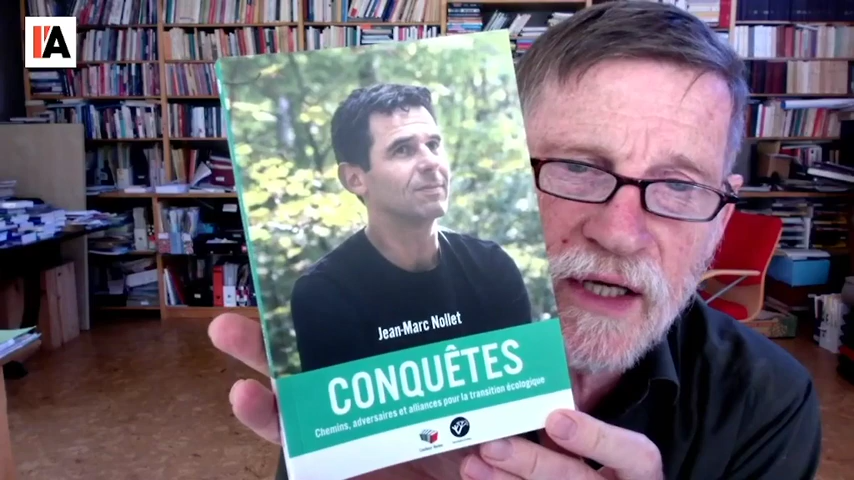 IA
Jean-Marc Nollet
CONQUÊTES
Chemins, adversaires et alliances pour la transition écologique